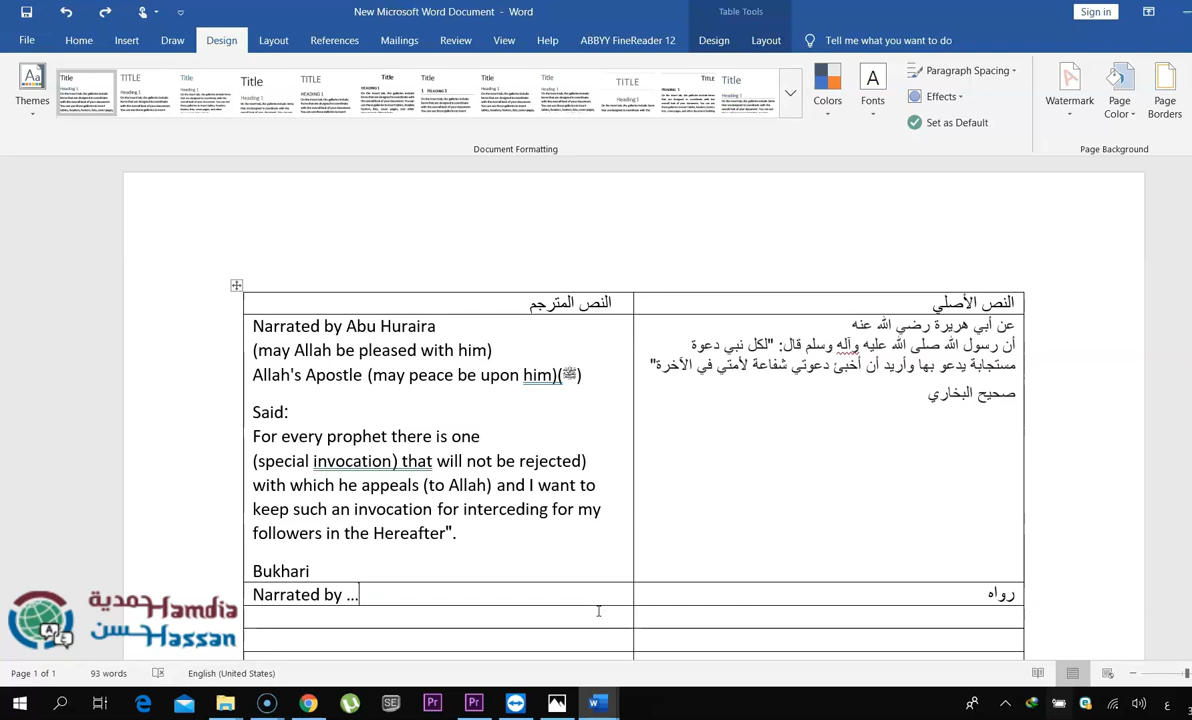 New Microsoft Word Document - Word
Table Tools
Sign in
File Home Insert Draw Design Layout References Mailings Review View Help ABBYY FineReader 12 Design Layout Tell me what you want to do
Themes
Colors
Fonts
Paragraph Spacing
Effects
Set as Default
Watermark
Page Color
Page Borders
Document Formatting
Page Background
النص الأصلي
النص المترجم
عن أبي هريرة رضي الله عنه
أن رسول الله صلى الله عليه وآله وسلم قال: "لكل نبي دعوة
مستجابة يدعو بها وأريد أن أخبئ دعوتي شفاعة لأمتي في الآخرة"
صحيح البخاري
Narrated by Abu Huraira
(may Allah be pleased with him)
Allah's Apostle (may peace be upon him)(ﷺ)
Said:
For every prophet there is one
(special invocation) that will not be rejected)
with which he appeals (to Allah) and I want to
keep such an invocation for interceding for my
followers in the Hereafter".
Bukhari
رواه
Narrated by ...
حمدية Hamdia
حسن Hassan
Page 1 of 1 93 words English (United States)